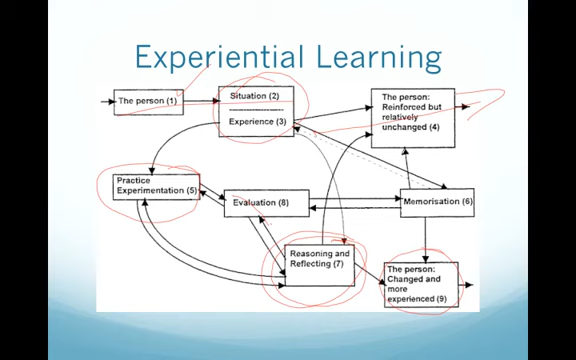 Experiential Learning
The person (1)
Situation (2)
Experience (3)
The person:
Reinforced but
relatively
unchanged (4)
Practice
Experimentation (5)
Evaluation (8)
Memorisation (6)
Reasoning and
Reflecting (7)
The person:
Changed and
more
experienced (9)